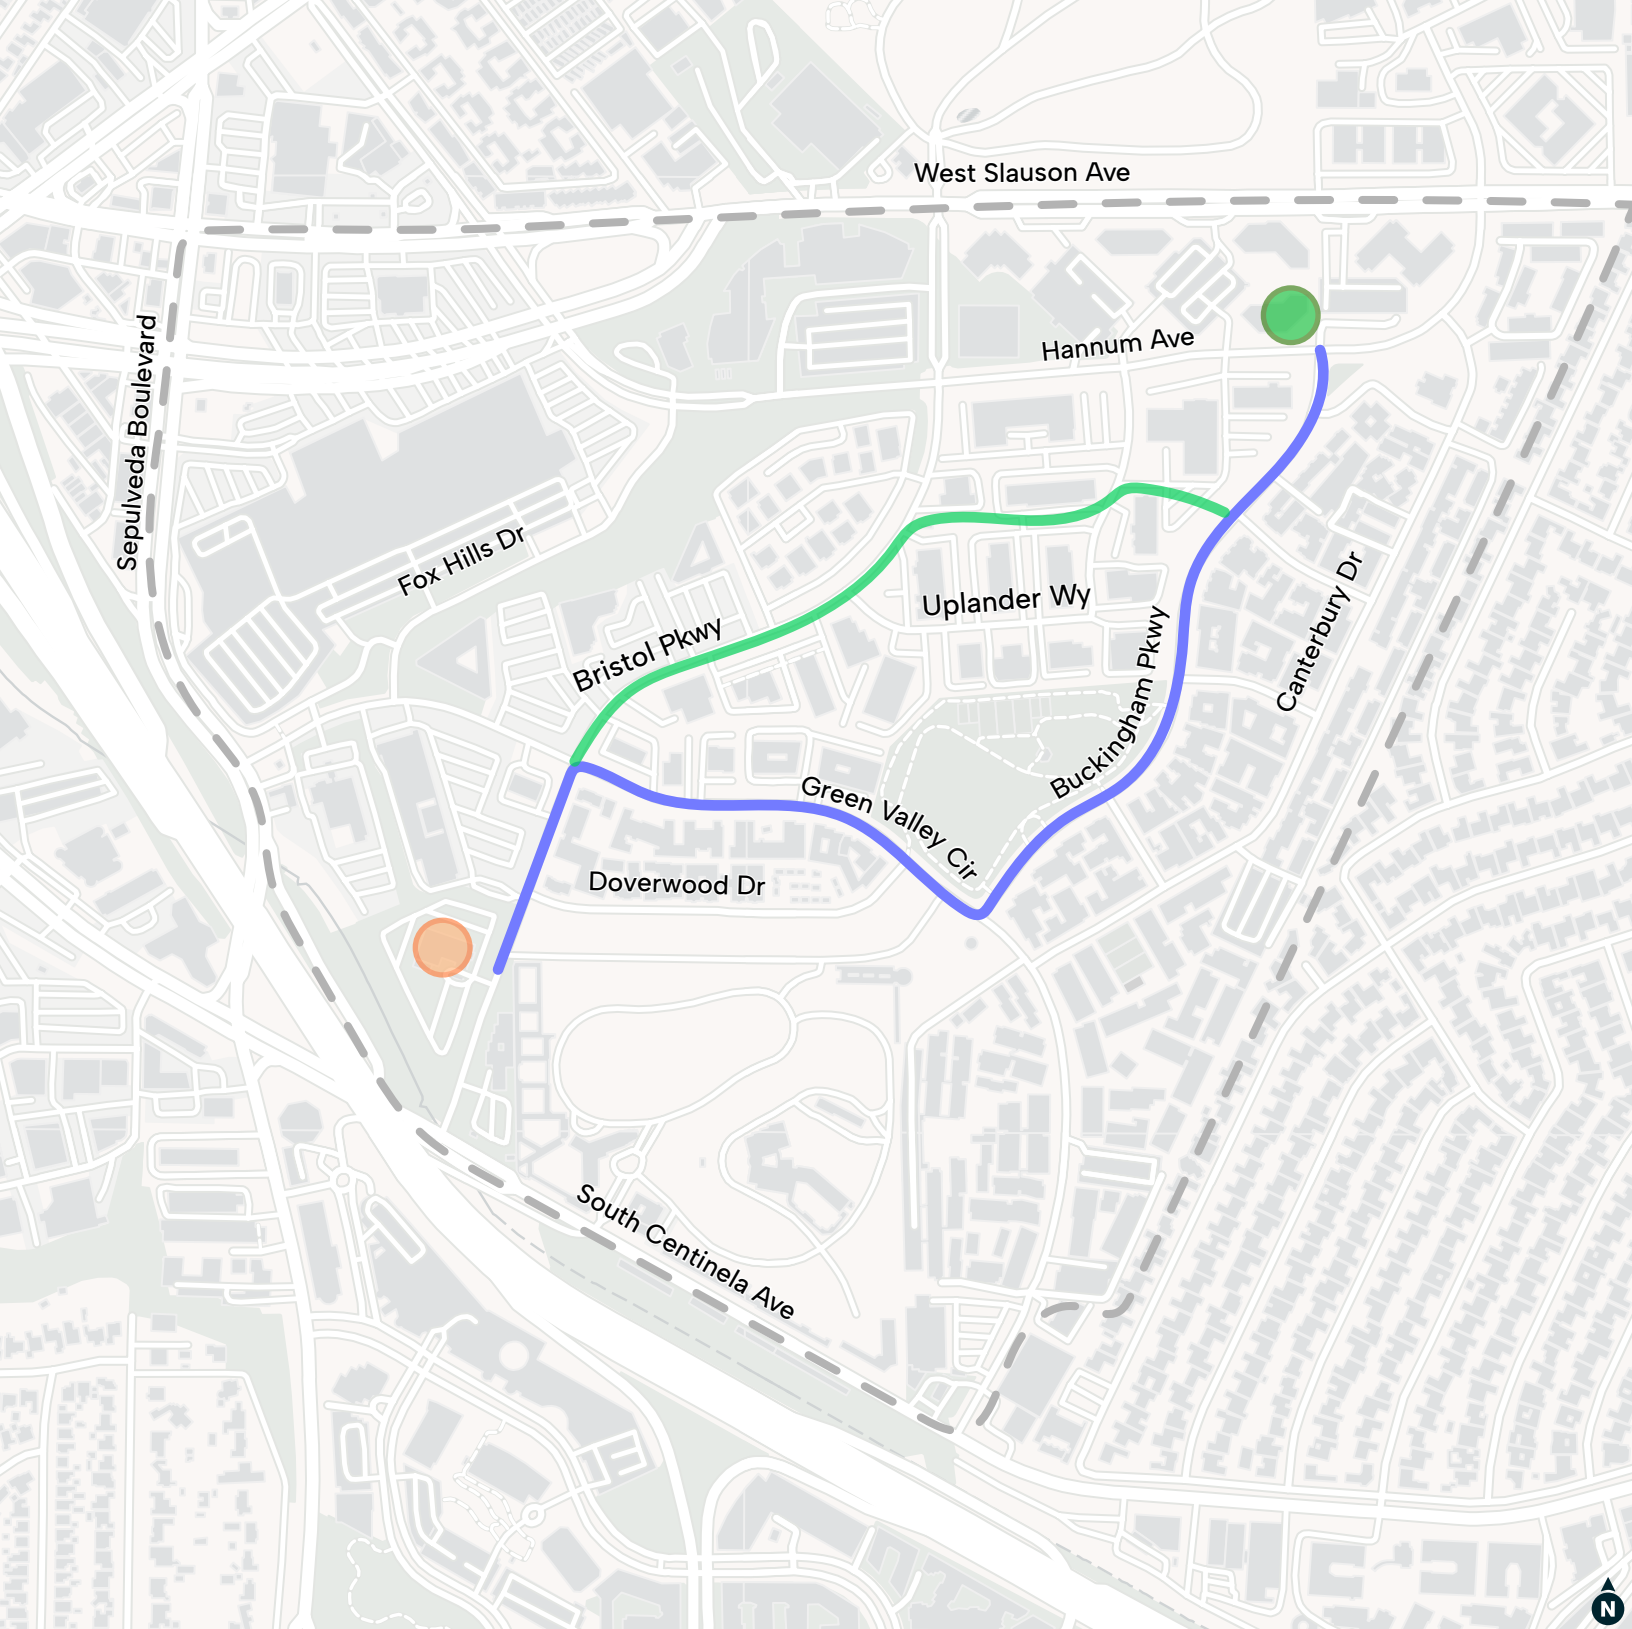 West Slauson Ave
Hannum Ave
Sepulveda Boulevard
Fox Hills Dr
Uplander Wy
Canterbury Dr
Bristol Pkwy
Buckingham Pkwy
Green Valley Cir
Doverwood Dr
South Centinela Ave
N